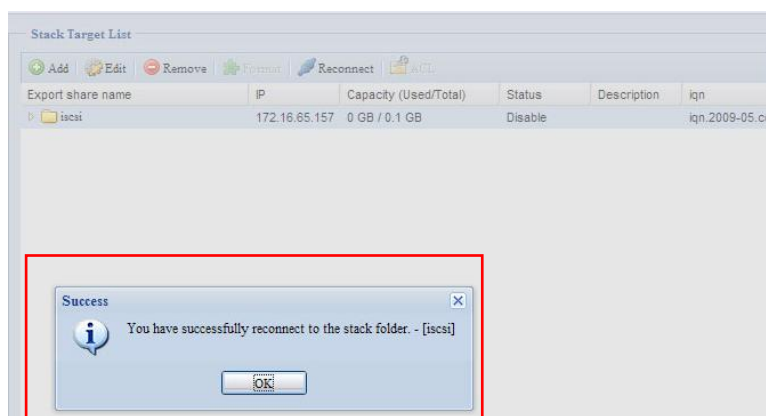 Stack Target List
Add Edit Remove Format Reconnect ACL
Export share name IP Capacity (Used/Total) Status Description iqn
iscsi 172.16.65.157 0 GB / 0.1 GB Disable iqn.2009-05.c
Success
You have successfully reconnect to the stack folder. - [iscsi]
OK